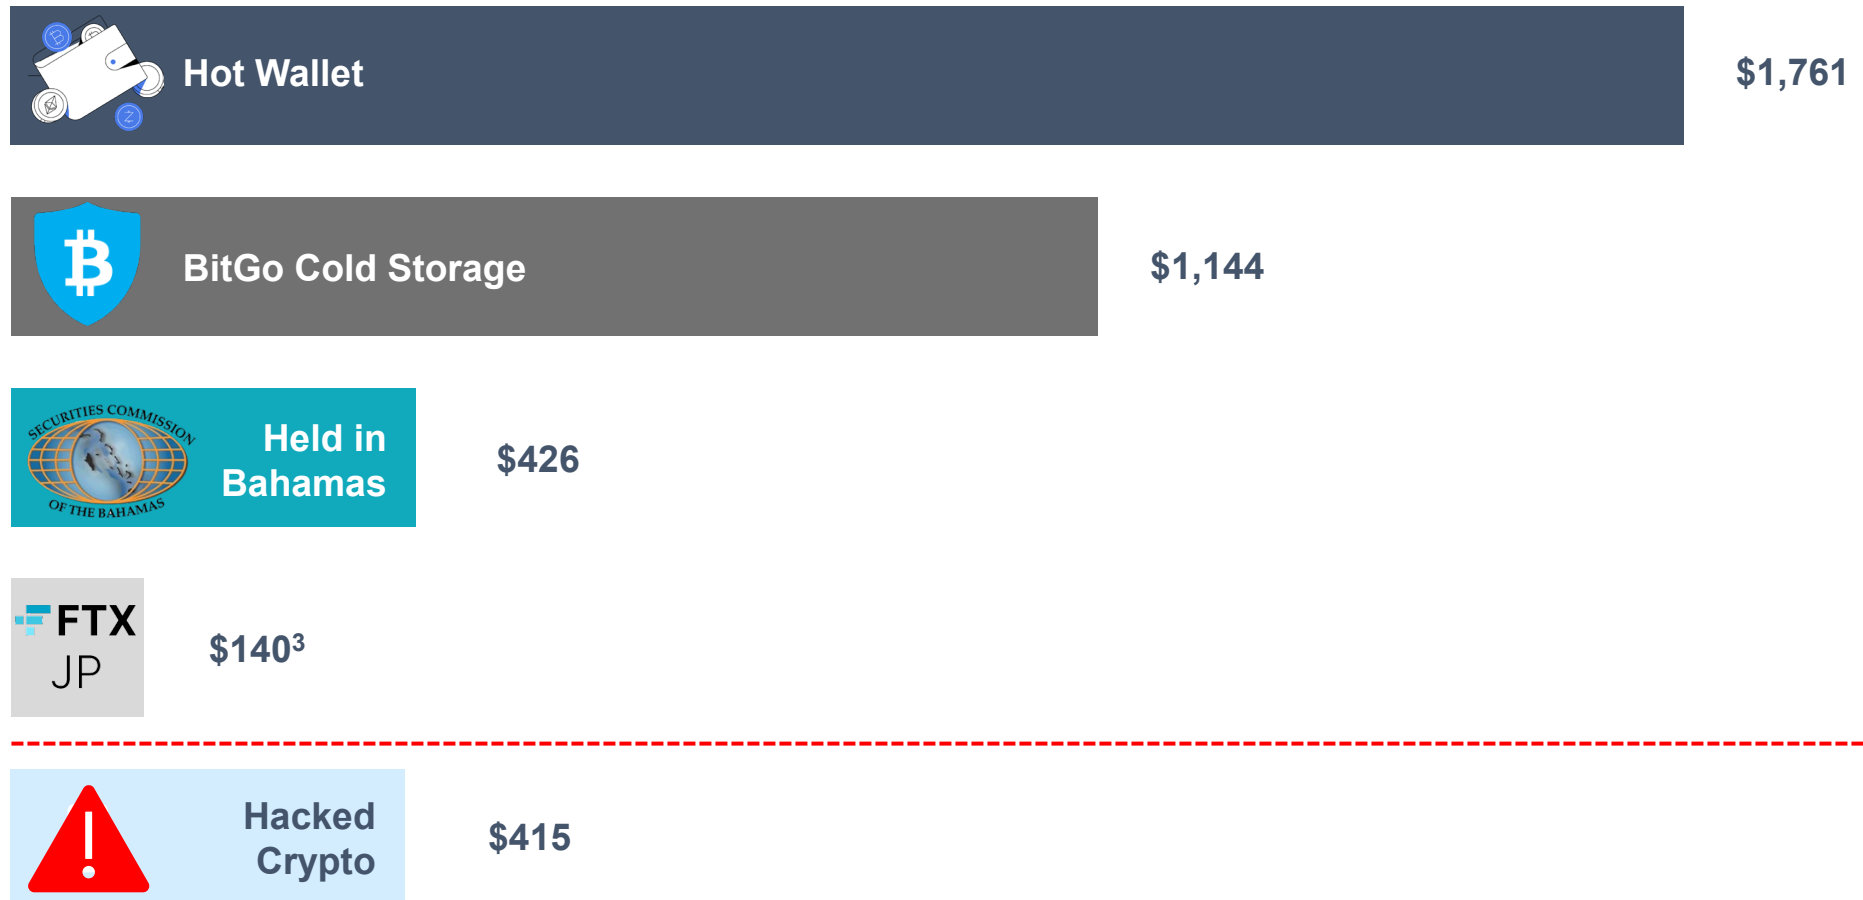 Hot Wallet
$1,761
BitGo Cold Storage
$1,144
SECURITIES COMMISSION
OF THE BAHAMAS
Held in
Bahamas
$426
FTX
JP
$140³
Hacked
Crypto
$415